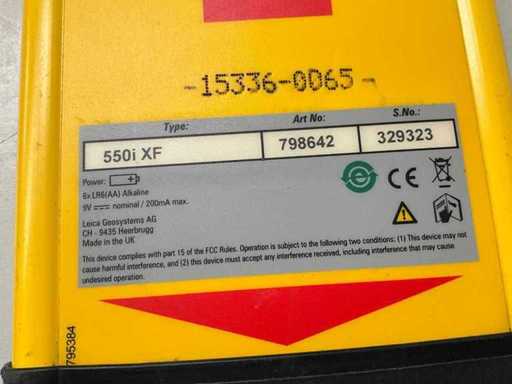 -15336-0065-
Type: Art No: S.No.:
550i XF 798642 329323
Power:
6x LR6(AA) Alkaline
9V nominal / 200mA max.
Leica Geosystems AG
CH - 9435 Heerbrugg
Made in the UK
This device complies with part 15 of the FCC Rules. Operation is subject to the following two conditions: (1) This device may not
cause harmful interference, and (2) this device must accept any interference received, including interference that may cause
undesired operation.
CE
795384